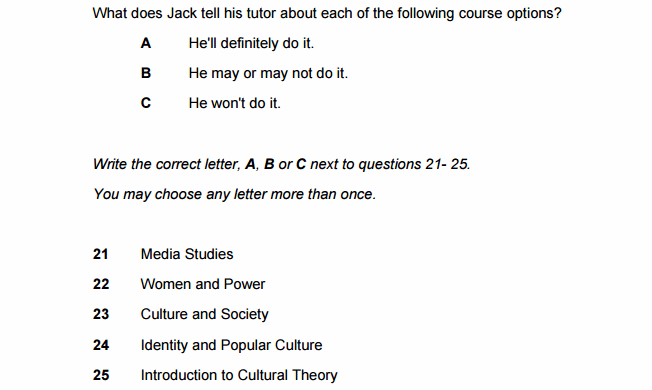 What does Jack tell his tutor about each of the following course options?
A He'll definitely do it.
B He may or may not do it.
C He won't do it.
Write the correct letter, A, B or C next to questions 21- 25.
You may choose any letter more than once.
21 Media Studies
22 Women and Power
23 Culture and Society
24 Identity and Popular Culture
25 Introduction to Cultural Theory